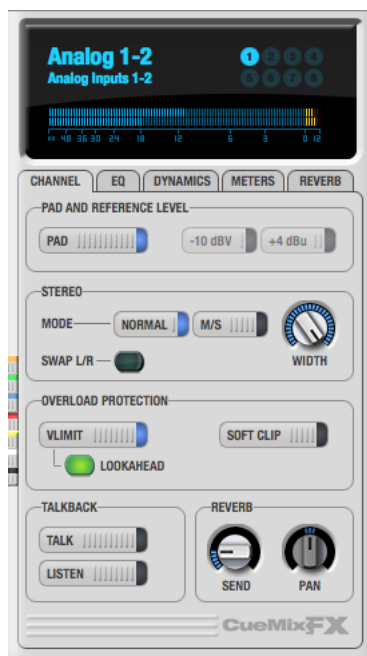 Analog 1-2
Analog Inputs 1-2
1 2 3 4
5 6 7 8
∞ 48 36 30 24 18 12 6 3 0 12
CHANNEL EQ DYNAMICS METERS REVERB
PAD AND REFERENCE LEVEL
PAD -10 dBV +4 dBu
STEREO
MODE NORMAL M/S
SWAP L/R WIDTH
OVERLOAD PROTECTION
VLIMIT SOFT CLIP
LOOKAHEAD
TALKBACK REVERB
TALK
LISTEN
SEND PAN
CueMixFX